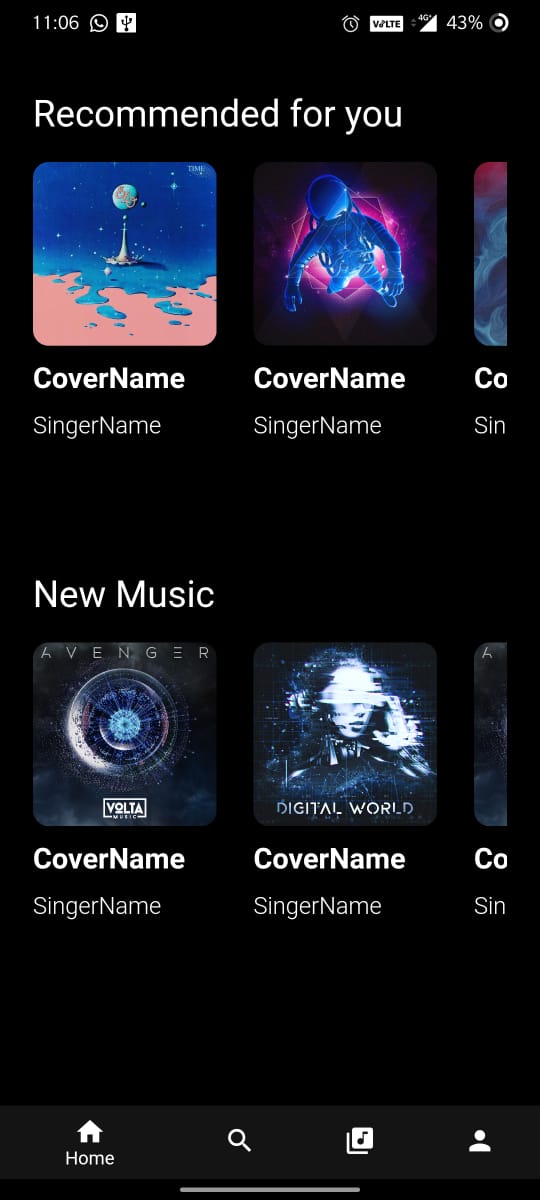 11:06 VoLTE 4G+ 43%
Recommended for you
TIME
CoverName CoverName Co
SingerName SingerName Sin
New Music
AVENGER A
VOLTA
MUSIC
DIGITAL WORLD
CoverName CoverName Co
SingerName SingerName Sin
Home